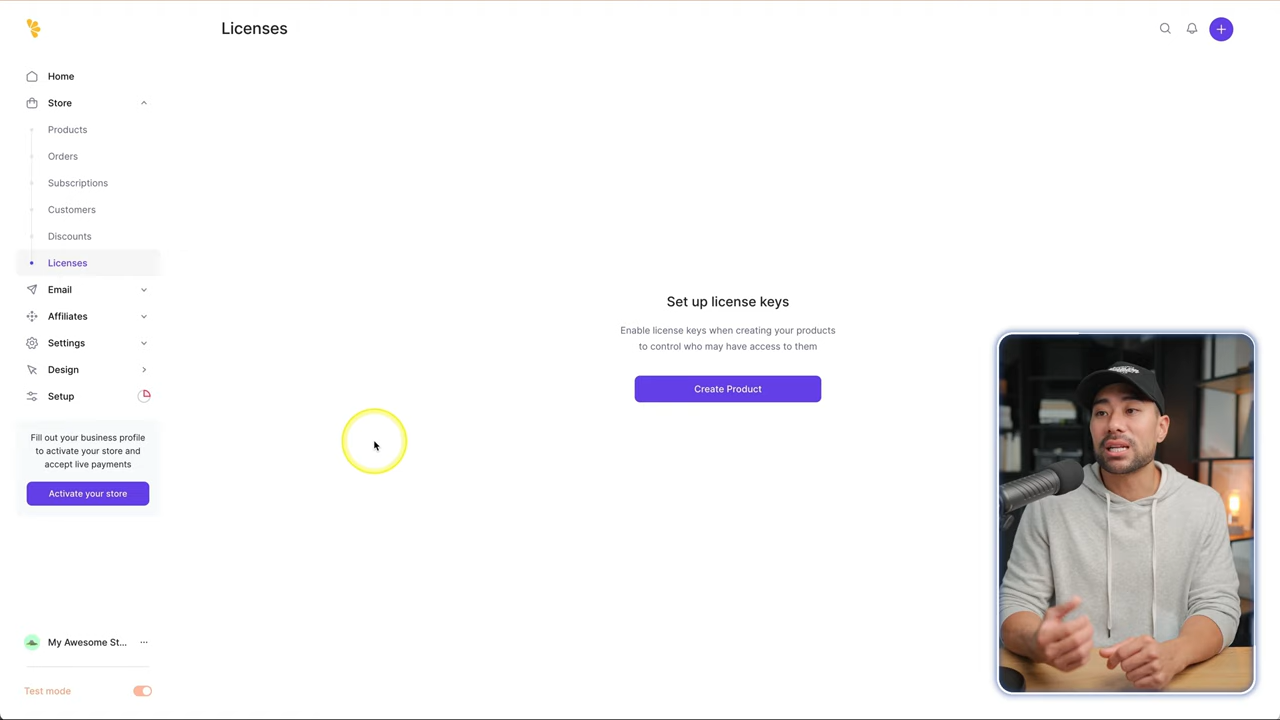 Licenses
Home
Store
Products
Orders
Subscriptions
Customers
Discounts
Licenses
Email
Affiliates
Settings
Design
Setup
Fill out your business profile
to activate your store and
accept live payments
Activate your store
My Awesome St...
Test mode
Set up license keys
Enable license keys when creating your products
to control who may have access to them
Create Product